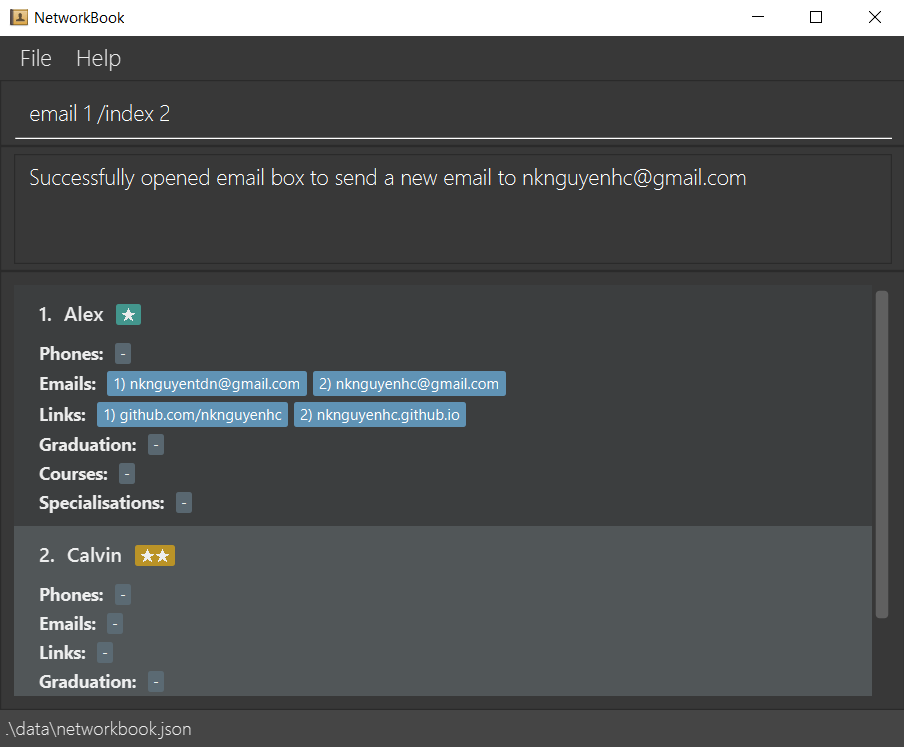 NetworkBook
File Help
email 1 /index 2
Successfully opened email box to send a new email to nknguyenhc@gmail.com
1. Alex ★
Phones: -
Emails: 1) nknguyentdn@gmail.com 2) nknguyenhc@gmail.com
Links: 1) github.com/nknguyenhc 2) nknguyenhc.github.io
Graduation: -
Courses: -
Specialisations: -
2. Calvin ★★
Phones: -
Emails: -
Links: -
Graduation: -
.\data\networkbook.json